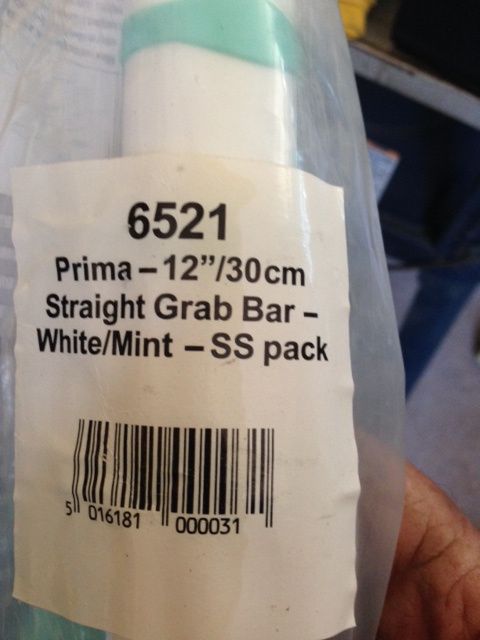 6521
Prima – 12”/30cm
Straight Grab Bar –
White/Mint – SS pack
5 016181 000031